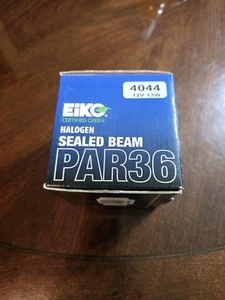 4044
12V 12W
EiKO
CERTIFIED GREEN
HALOGEN
SEALED BEAM
PAR36